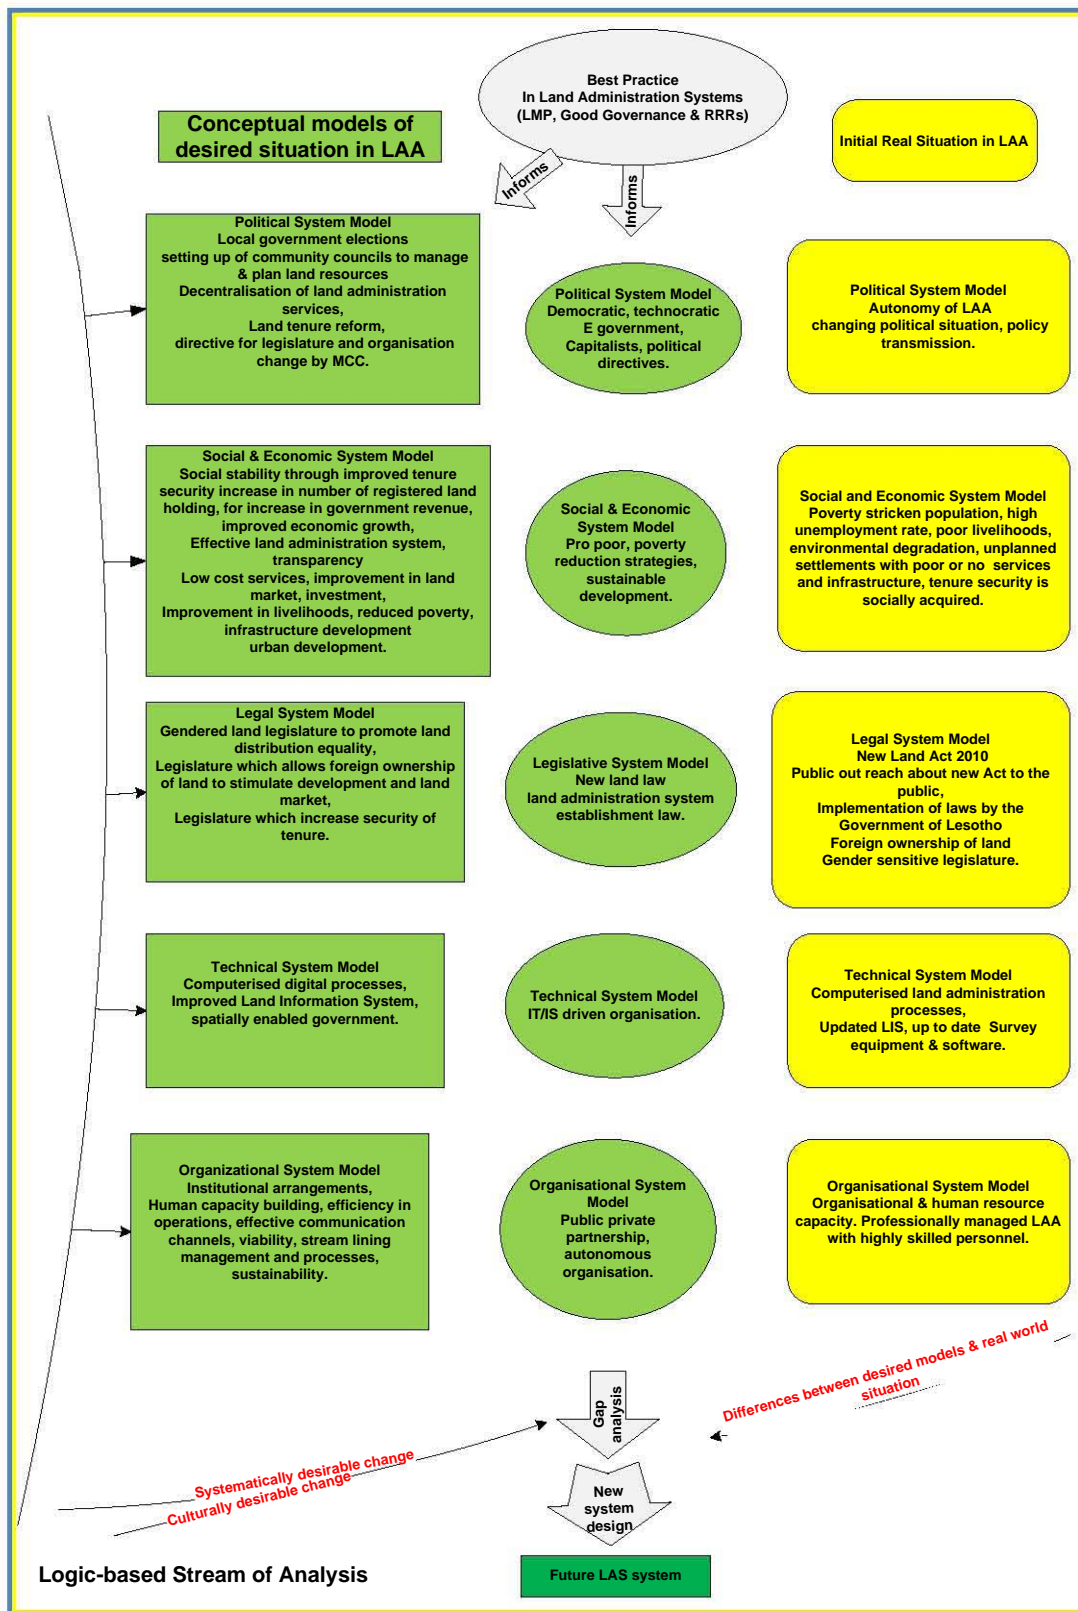 Best Practice
In Land Administration Systems
(LMP, Good Governance & RRRs)
Conceptual models of
desired situation in LAA
Initial Real Situation in LAA
Informs
Informs
Political System Model
Local government elections
setting up of community councils to manage
& plan land resources
Decentralisation of land administration
services,
Land tenure reform,
directive for legislature and organisation
change by MCC.
Political System Model
Democratic, technocratic
E government,
Capitalists, political
directives.
Political System Model
Autonomy of LAA
changing political situation, policy
transmission.
Social & Economic System Model
Social stability through improved tenure
security increase in number of registered land
holding, for increase in government revenue,
improved economic growth,
Effective land administration system,
transparency
Low cost services, improvement in land
market, investment,
Improvement in livelihoods, reduced poverty,
infrastructure development
urban development.
Social & Economic
System Model
Pro poor, poverty
reduction strategies,
sustainable
development.
Social and Economic System Model
Poverty stricken population, high
unemployment rate, poor livelihoods,
environmental degradation, unplanned
settlements with poor or no services
and infrastructure, tenure security is
socially acquired.
Legal System Model
Gendered land legislature to promote land
distribution equality,
Legislature which allows foreign ownership
of land to stimulate development and land
market,
Legislature which increase security of
tenure.
Legislative System Model
New land law
land administration system
establishment law.
Legal System Model
New Land Act 2010
Public out reach about new Act to the
public,
Implementation of laws by the
Government of Lesotho
Foreign ownership of land
Gender sensitive legislature.
Technical System Model
Computerised digital processes,
Improved Land Information System,
spatially enabled government.
Technical System Model
IT/IS driven organisation.
Technical System Model
Computerised land administration
processes,
Updated LIS, up to date Survey
equipment & software.
Organizational System Model
Institutional arrangements,
Human capacity building, efficiency in
operations, effective communication
channels, viability, stream lining
management and processes,
sustainability.
Organisational System
Model
Public private
partnership,
autonomous
organisation.
Organisational System Model
Organisational & human resource
capacity. Professionally managed LAA
with highly skilled personnel.
Differences between desired models & real world
situation
Gap
analysis
Systematically desirable change
Culturally desirable change
New
system
design
Logic-based Stream of Analysis
Future LAS system